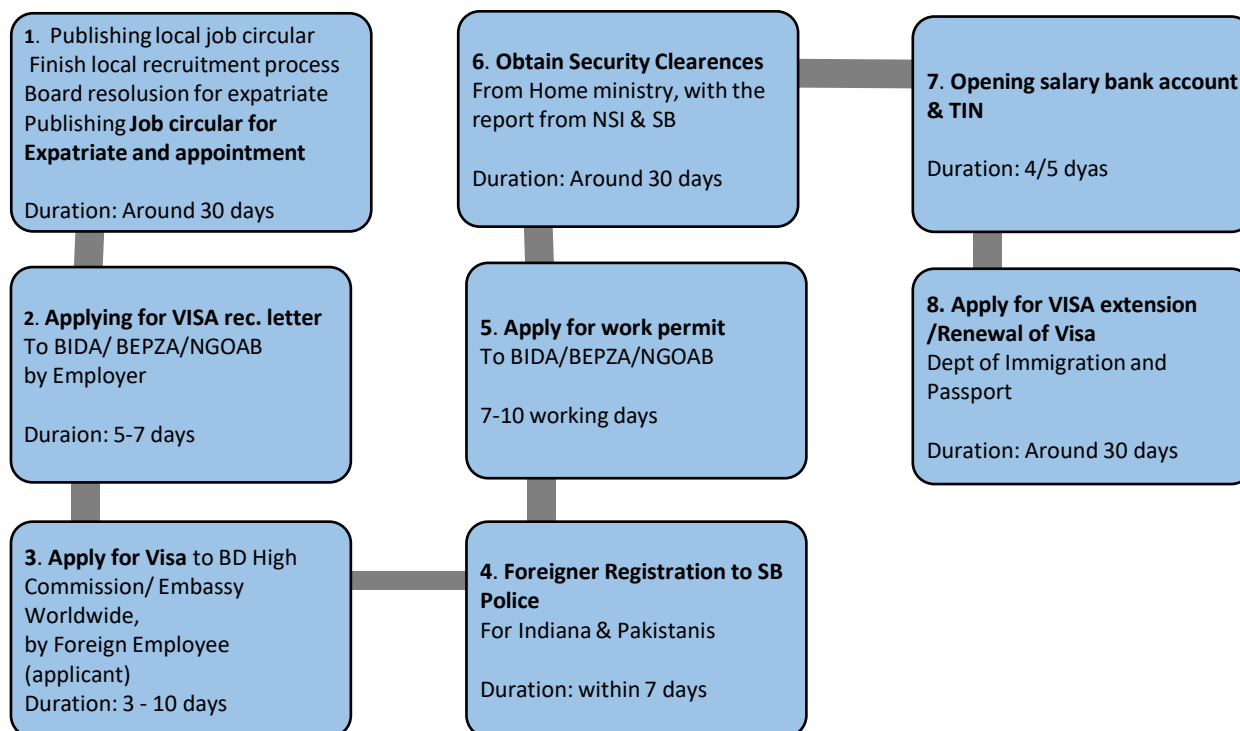 1. Publishing local job circular
Finish local recruitment process
Board resolusion for expatriate
Publishing Job circular for
Expatriate and appointment
Duration: Around 30 days
2. Applying for VISA rec. letter
To BIDA/ BEPZA/NGOAB
by Employer
Duraion: 5-7 days
3. Apply for Visa to BD High
Commission/ Embassy
Worldwide,
by Foreign Employee
(applicant)
Duration: 3 - 10 days
4. Foreigner Registration to SB
Police
For Indiana & Pakistanis
Duration: within 7 days
5. Apply for work permit
To BIDA/BEPZA/NGOAB
7-10 working days
6. Obtain Security Clearences
From Home ministry, with the
report from NSI & SB
Duration: Around 30 days
7. Opening salary bank account
& TIN
Duration: 4/5 dyas
8. Apply for VISA extension
/Renewal of Visa
Dept of Immigration and
Passport
Duration: Around 30 days